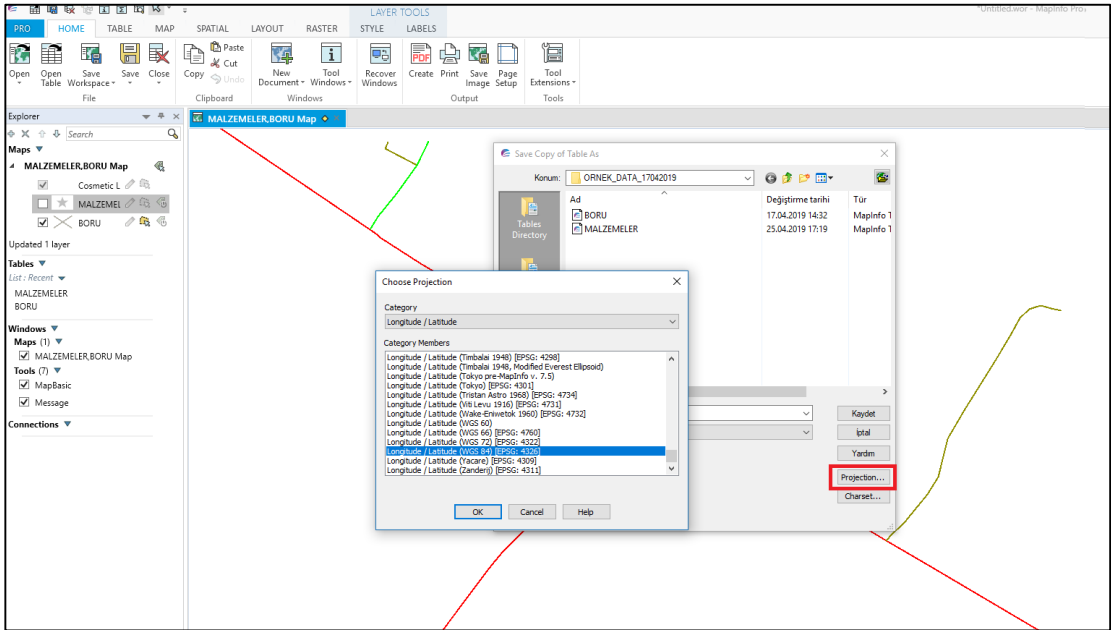 LAYER TOOLS
"Untitled.wor - MapInfo Pro
PRO HOME TABLE MAP SPATIAL LAYOUT RASTER STYLE LABELS
Open
Open Table
Save Workspace
Save
Close
Copy
Paste
Cut
Undo
New Document
Tool Windows
Recover Windows
Create PDF
Print
Save Image
Page Setup
Tool Extensions
File Clipboard Windows Output Tools
Explorer
Search
MALZEMELER,BORU Map
Maps
MALZEMELER,BORU Map
Cosmetic L
MALZEMEL
BORU
Updated 1 layer
Tables
List : Recent
MALZEMELER
BORU
Windows
Maps (1)
MALZEMELER,BORU Map
Tools (7)
MapBasic
Message
Connections
Save Copy of Table As
Konum: ORNEK_DATA_17042019
Ad Değiştirme tarihi Tür
BORU 17.04.2019 14:32 MapInfo T
MALZEMELER 25.04.2019 17:19 MapInfo T
Tables Directory
Kaydet
İptal
Yardım
Projection...
Charset...
Choose Projection
Category
Longitude / Latitude
Category Members
Longitude / Latitude (Timbalai 1948) [EPSG: 4298]
Longitude / Latitude (Timbalai 1948, Modified Everest Ellipsoid)
Longitude / Latitude (Tokyo pre-MapInfo v. 7.5)
Longitude / Latitude (Tokyo) [EPSG: 4301]
Longitude / Latitude (Tristan Astro 1968) [EPSG: 4734]
Longitude / Latitude (Viti Levu 1916) [EPSG: 4731]
Longitude / Latitude (Wake-Eniwetok 1960) [EPSG: 4732]
Longitude / Latitude (WGS 60)
Longitude / Latitude (WGS 66) [EPSG: 4760]
Longitude / Latitude (WGS 72) [EPSG: 4322]
Longitude / Latitude (WGS 84) [EPSG: 4326]
Longitude / Latitude (Yacare) [EPSG: 4309]
Longitude / Latitude (Zanderij) [EPSG: 4311]
OK Cancel Help